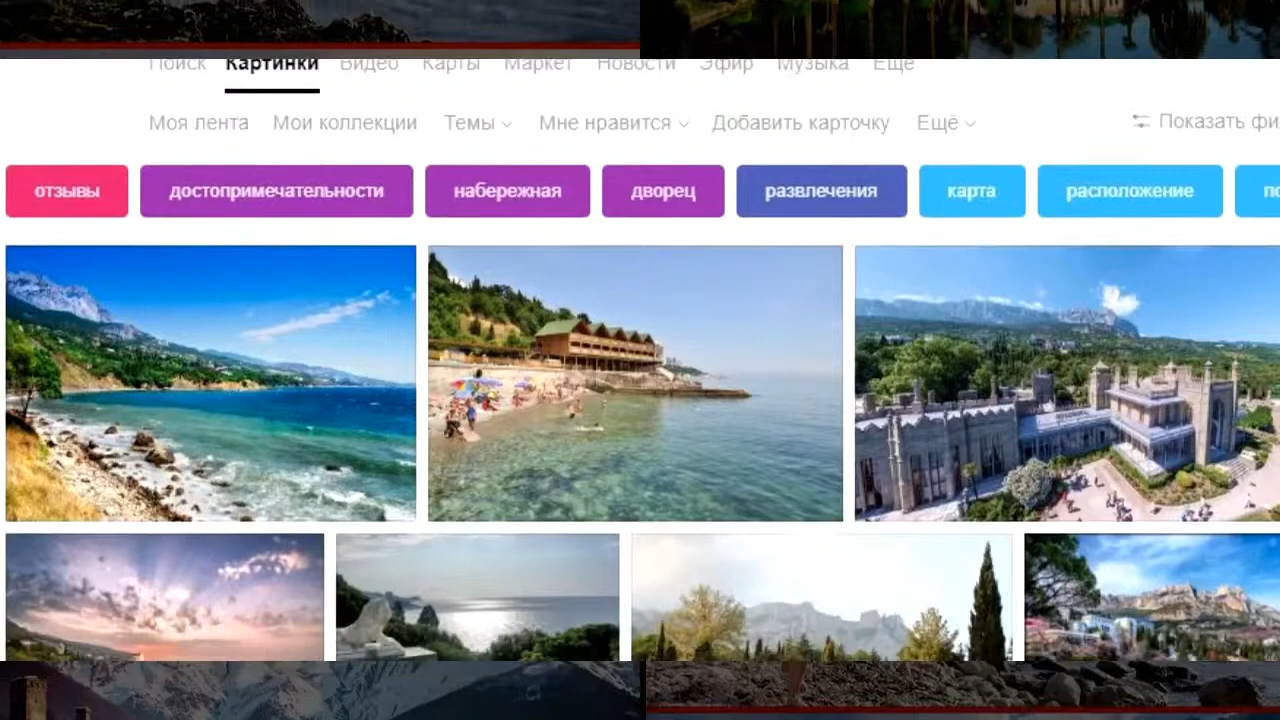 Поиск Картинки Видео Карты Маркет Новости Эфир Музыка Ещё
Моя лента Мои коллекции Темы Мне нравится Добавить карточку Ещё Показать фи
отзывы достопримечательности набережная дворец развлечения карта расположение по